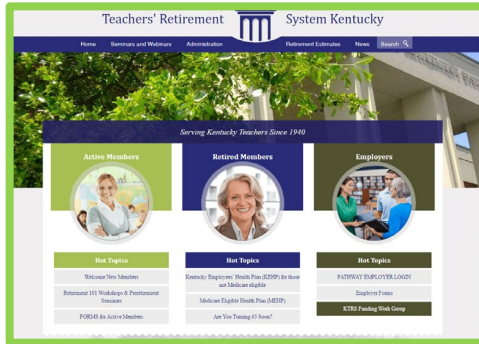 Teachers' Retirement System Kentucky
Home Seminars and Webinars Administration Retirement Estimates News Search
Serving Kentucky Teachers Since 1940
Active Members
Retired Members
Employers
Hot Topics
Welcome New Members
Retirement 101 Workshops & Preretirement
Seminars
FORMS for Active Members
Hot Topics
Kentucky Employees' Health Plan (KEHP) for those
not Medicare eligible
Medicare Eligible Health Plan (MEHP)
Are You Turning 65 Soon?
Hot Topics
PATHWAY EMPLOYER LOGIN
Employer Forms
KTRS Funding Work Group